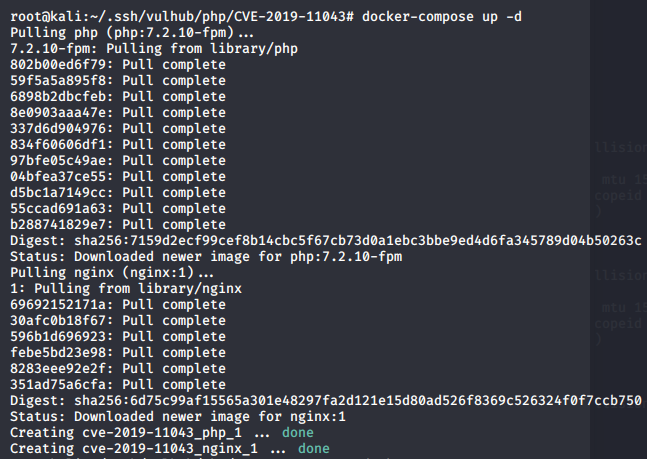 root@kali:~/.ssh/vulhub/php/CVE-2019-11043# docker-compose up -d
Pulling php (php:7.2.10-fpm)...
7.2.10-fpm: Pulling from library/php
802b00ed6f79: Pull complete
59f5a5a895f8: Pull complete
6898b2dbcfeb: Pull complete
8e0903aaa47e: Pull complete
337d6d904976: Pull complete
834f60606df1: Pull complete
97bfe05c49ae: Pull complete
04bfea37ce55: Pull complete
d5bc1a7149cc: Pull complete
55ccad691a63: Pull complete
b288741829e7: Pull complete
Digest: sha256:7159d2ecf99cef8b14cbc5f67cb73d0a1ebc3bbe9ed4d6fa345789d04b50263c
Status: Downloaded newer image for php:7.2.10-fpm
Pulling nginx (nginx:1)...
1: Pulling from library/nginx
69692152171a: Pull complete
30afc0b18f67: Pull complete
596b1d696923: Pull complete
febe5bd23e98: Pull complete
8283eee92e2f: Pull complete
351ad75a6cfa: Pull complete
Digest: sha256:6d75c99af15565a301e48297fa2d121e15d80ad526f8369c526324f0f7ccb750
Status: Downloaded newer image for nginx:1
Creating cve-2019-11043_php_1 ... done
Creating cve-2019-11043_nginx_1 ... done